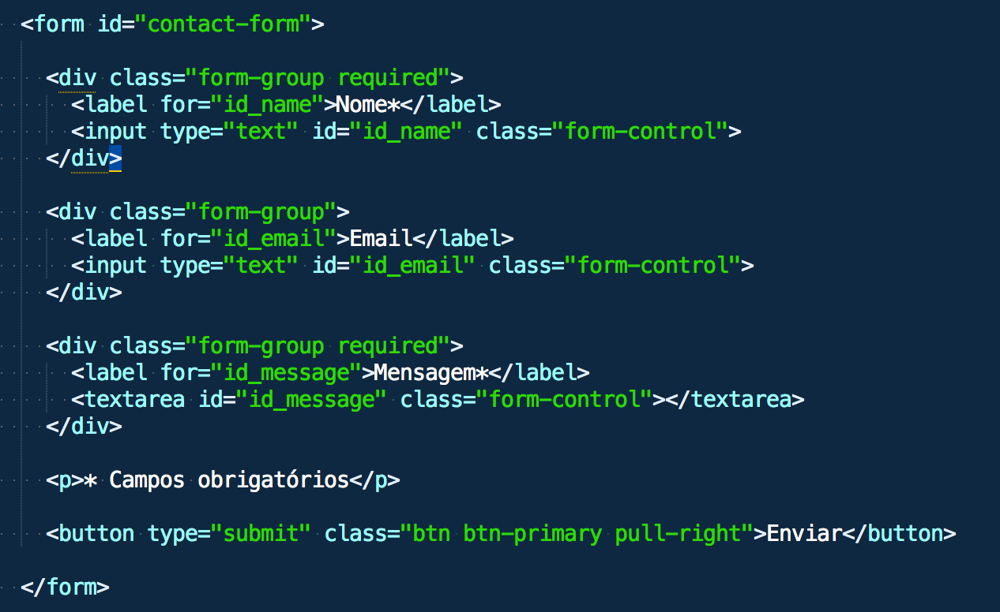 <form id="contact-form">
<div class="form-group required">
<label for="id_name">Nome*</label>
<input type="text" id="id_name" class="form-control">
</div>
<div class="form-group">
<label for="id_email">Email</label>
<input type="text" id="id_email" class="form-control">
</div>
<div class="form-group required">
<label for="id_message">Mensagem*</label>
<textarea id="id_message" class="form-control"></textarea>
</div>
<p>* Campos obrigatórios</p>
<button type="submit" class="btn btn-primary pull-right">Enviar</button>
</form>